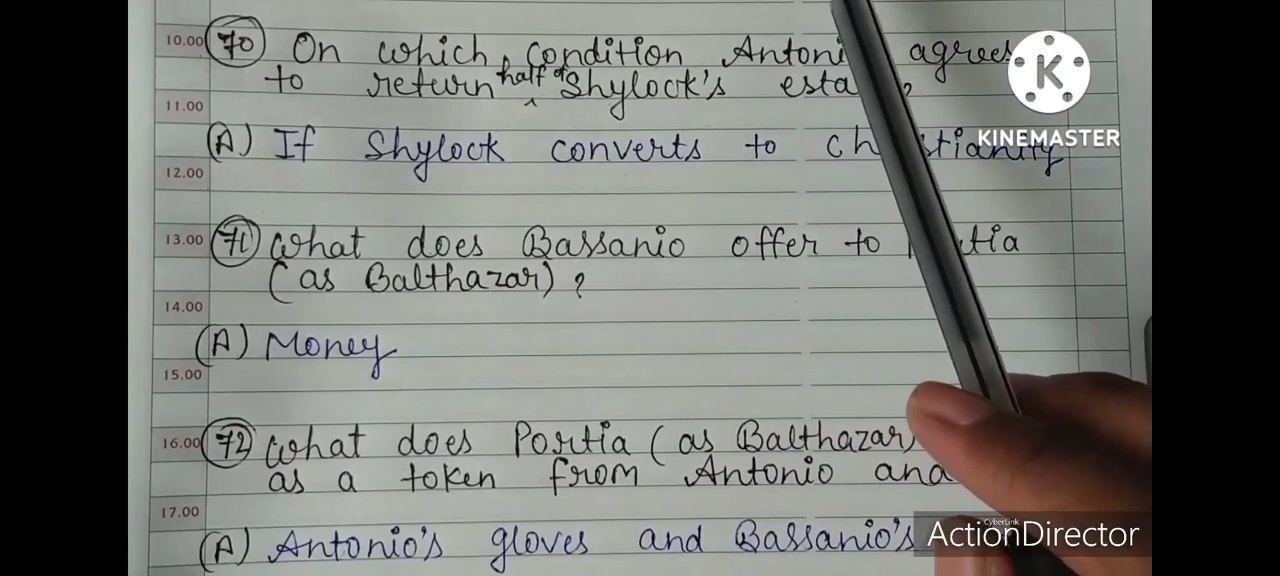 10.00 70 On which condition Antoni agrees
to return half of Shylock's esta ?
11.00
(A) If Shylock converts to ch stianity
12.00
KINEMASTER
13.00 71 What does Bassanio offer to tia
(as Balthazar) ?
14.00
(A) Money
15.00
16.00 72 What does Portia (as Balthazar)
as a token from Antonio and
17.00
(A) Antonio's gloves and Bassanio's
CyberLink
ActionDirector